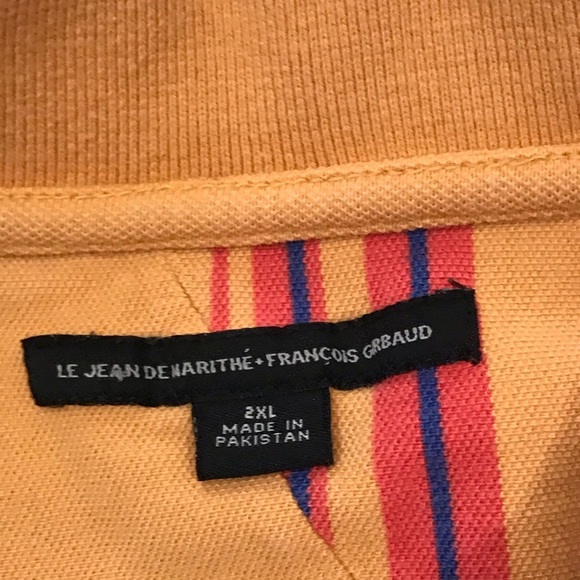 LE JEAN DE MARITHÉ + FRANÇOIS GIRBAUD
2XL
MADE IN
PAKISTAN